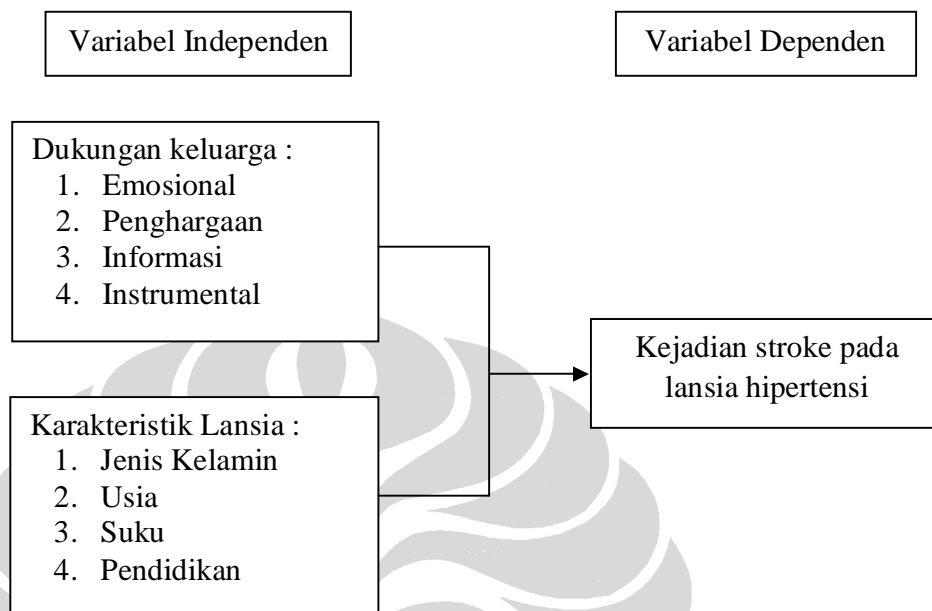 Variabel Independen
Variabel Dependen
Dukungan keluarga :
1. Emosional
2. Penghargaan
3. Informasi
4. Instrumental
Kejadian stroke pada
lansia hipertensi
Karakteristik Lansia :
1. Jenis Kelamin
2. Usia
3. Suku
4. Pendidikan